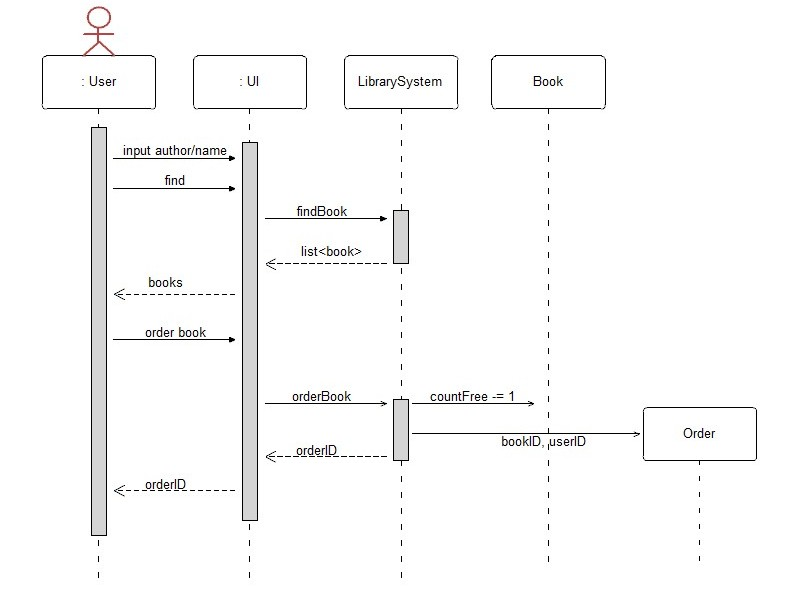 : User
: UI
LibrarySystem
Book
input author/name
find
findBook
list<book>
books
order book
orderBook
countFree -= 1
Order
bookID, userID
orderID
orderID